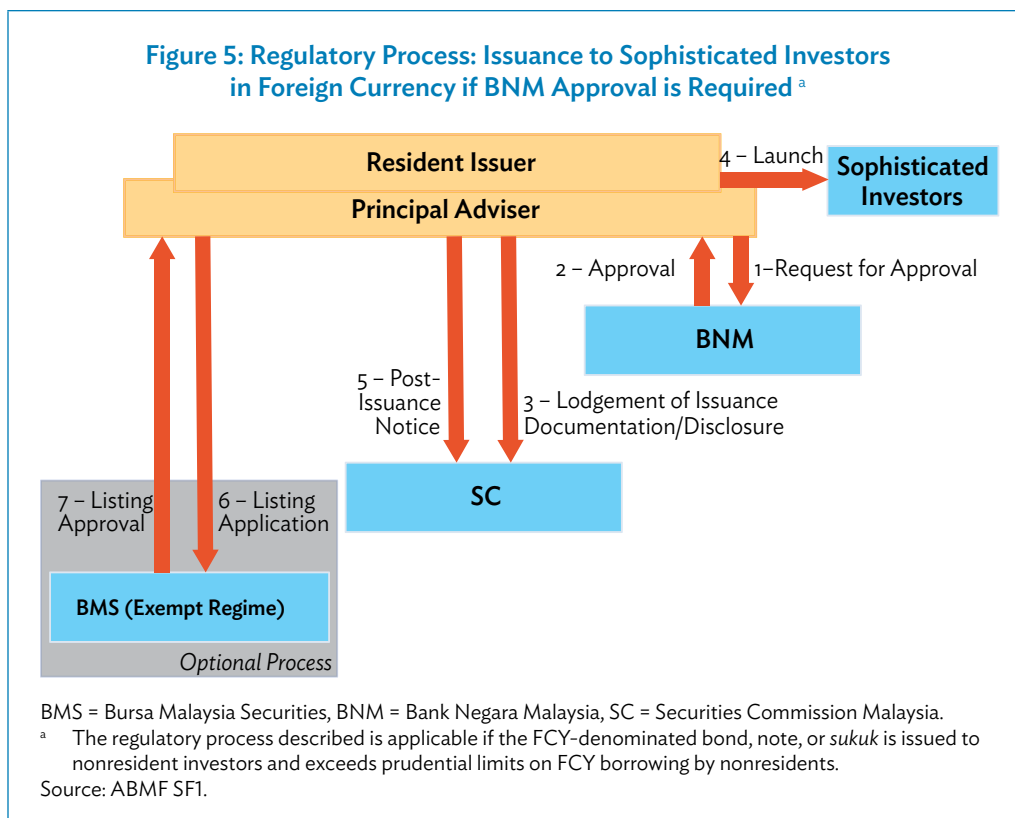 Figure 5: Regulatory Process: Issuance to Sophisticated Investors
in Foreign Currency if BNM Approval is Required a
Resident Issuer
Principal Adviser
4 – Launch
Sophisticated
Investors
2 – Approval
1–Request for Approval
BNM
5 – Post-
Issuance
Notice
3 – Lodgement of Issuance
Documentation/Disclosure
SC
7 – Listing
Approval
6 – Listing
Application
BMS (Exempt Regime)
Optional Process
BMS = Bursa Malaysia Securities, BNM = Bank Negara Malaysia, SC = Securities Commission Malaysia.
a The regulatory process described is applicable if the FCY-denominated bond, note, or sukuk is issued to
nonresident investors and exceeds prudential limits on FCY borrowing by nonresidents.
Source: ABMF SF1.